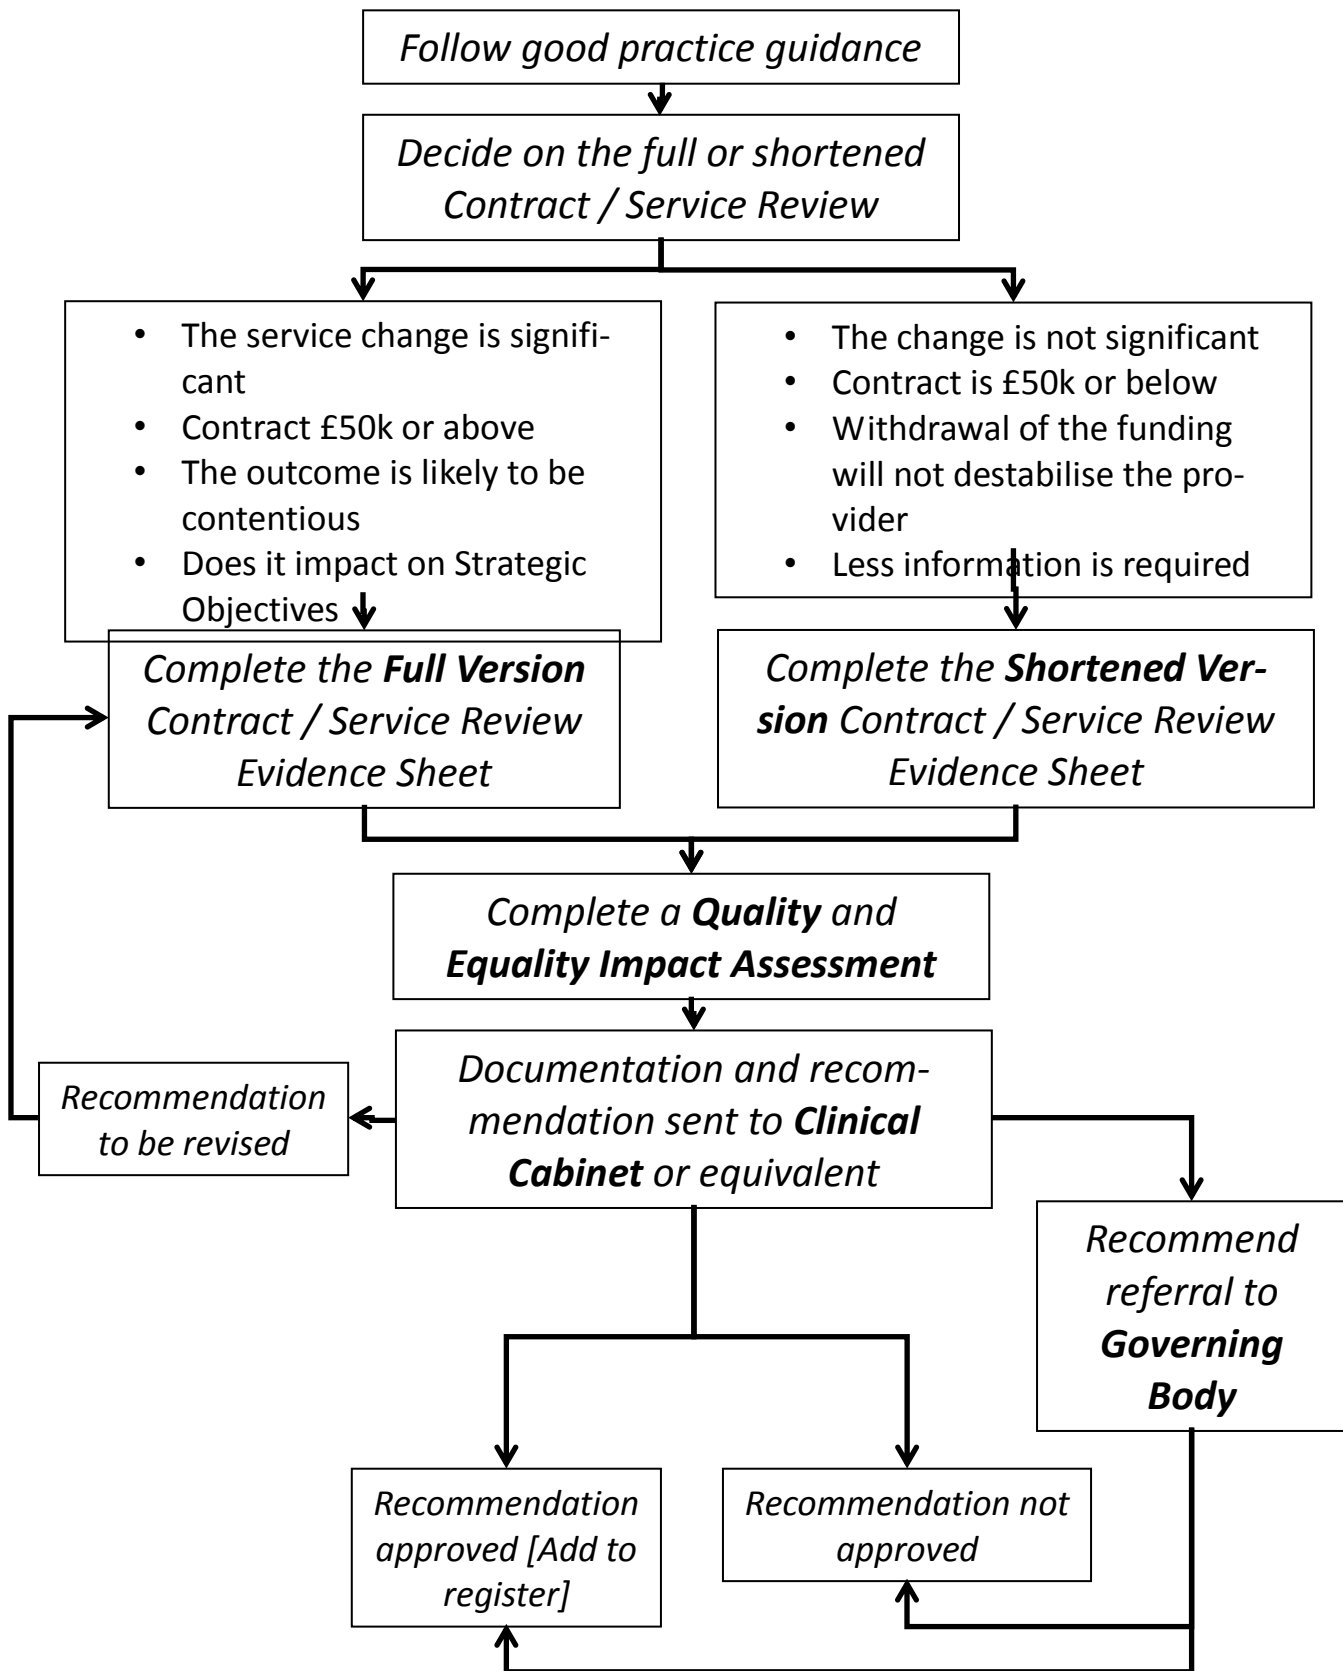 Follow good practice guidance
Decide on the full or shortened
Contract / Service Review
• The service change is signifi-
cant
• Contract £50k or above
• The outcome is likely to be
contentious
• Does it impact on Strategic
Objectives
• The change is not significant
• Contract is £50k or below
• Withdrawal of the funding
will not destabilise the pro-
vider
• Less information is required
Complete the Full Version
Contract / Service Review
Evidence Sheet
Complete the Shortened Ver-
sion Contract / Service Review
Evidence Sheet
Complete a Quality and
Equality Impact Assessment
Documentation and recom-
mendation sent to Clinical
Cabinet or equivalent
Recommendation
to be revised
Recommend
referral to
Governing
Body
Recommendation
approved [Add to
register]
Recommendation not
approved